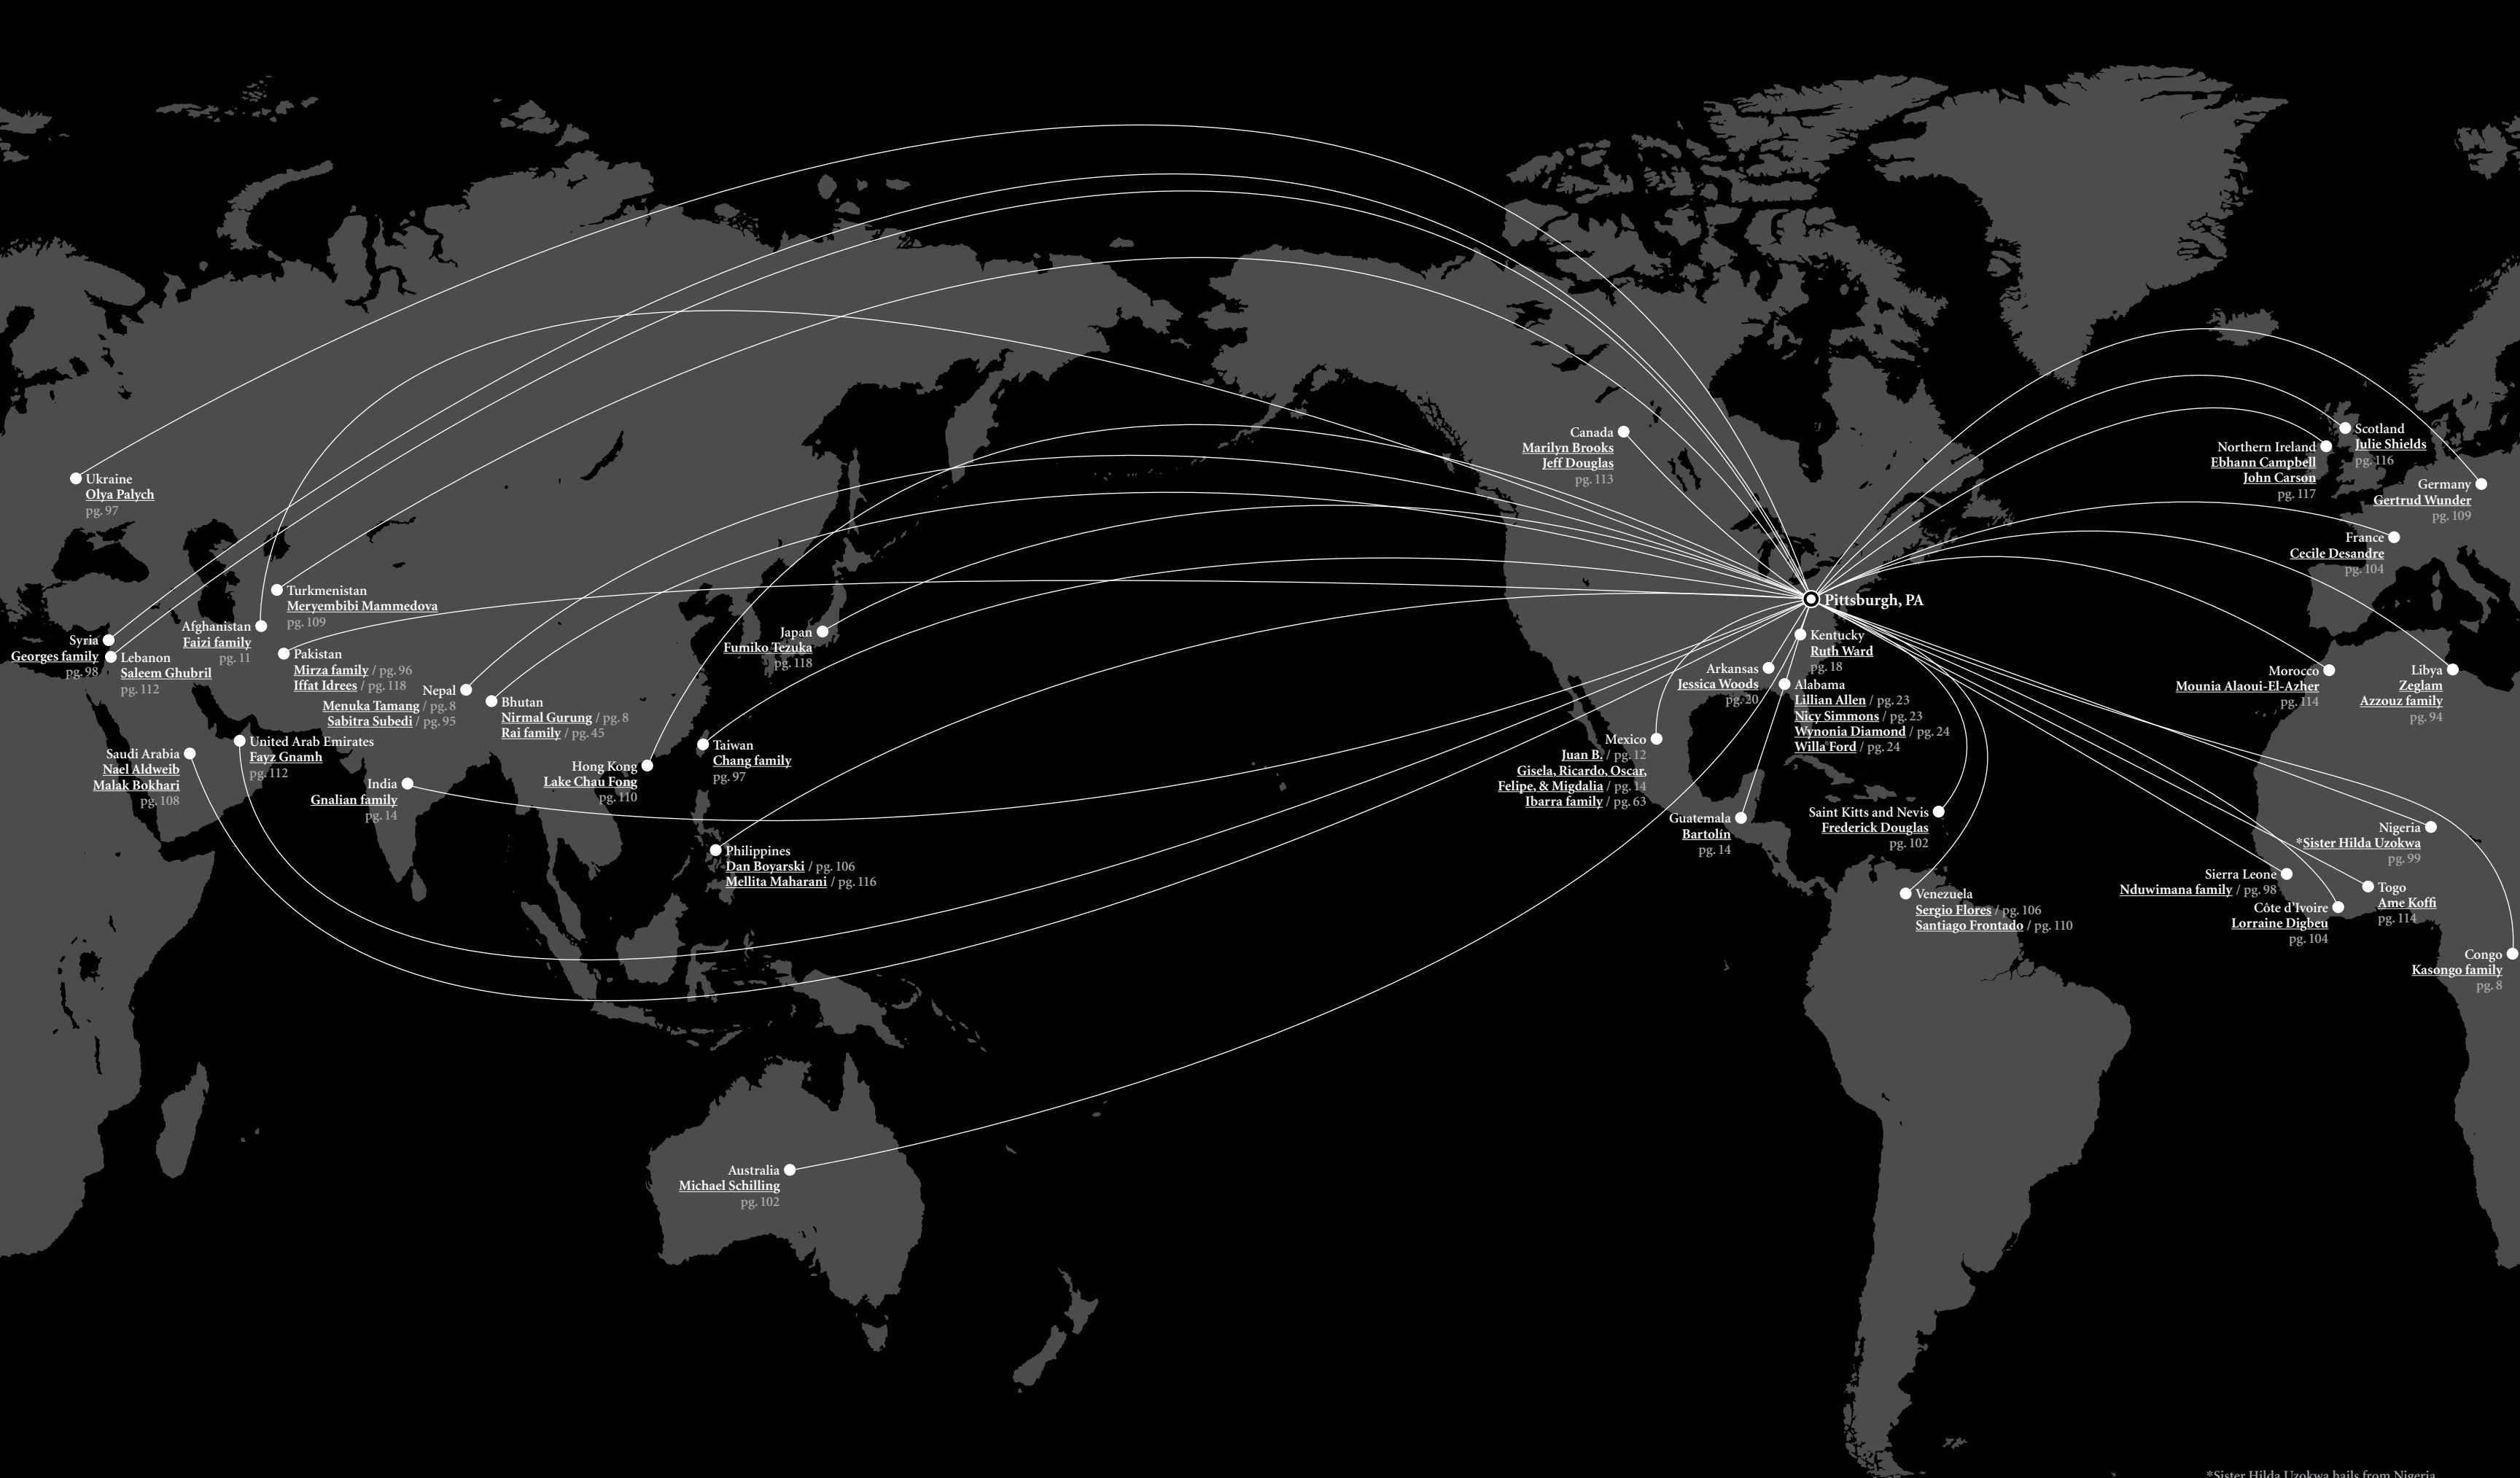 Canada
Marilyn Brooks
Jeff Douglas
pg. 113
Scotland
Julie Shields
pg. 116
Northern Ireland
Ebhann Campbell
John Carson
pg. 117
Ukraine
Olya Palych
pg. 97
Germany
Gertrud Wunder
pg. 109
France
Cecile Desandre
pg. 104
Turkmenistan
Meryembibi Mammedova
pg. 109
Pittsburgh, PA
Afghanistan
Faizi family
pg. 11
Syria
Georges family
pg. 98
Lebanon
Saleem Ghubril
pg. 112
Pakistan
Mirza family / pg. 96
Iffat Idrees / pg. 118
Nepal
Menuka Tamang / pg. 8
Sabitra Subedi / pg. 95
Bhutan
Nirmal Gurung / pg. 8
Rai family / pg. 45
Japan
Fumiko Tezuka
pg. 118
Kentucky
Ruth Ward
pg. 18
Arkansas
Jessica Woods
pg. 20
Alabama
Lillian Allen / pg. 23
Nicy Simmons / pg. 23
Wynonia Diamond / pg. 24
Willa Ford / pg. 24
Morocco
Mounia Alaoui-El-Azher
pg. 114
Libya
Zeglam
Azzouz family
pg. 94
Saudi Arabia
Nael Aldweib
Malak Bokhari
pg. 108
United Arab Emirates
Fayz Gnamh
pg. 112
India
Gnalian family
pg. 14
Hong Kong
Lake Chau Fong
pg. 110
Taiwan
Chang family
pg. 97
Mexico
Juan B. / pg. 12
Gisela, Ricardo, Oscar,
Felipe, & Migdalia / pg. 14
Ibarra family / pg. 63
Guatemala
Bartolín
pg. 14
Saint Kitts and Nevis
Frederick Douglas
pg. 102
Philippines
Dan Boyarski / pg. 106
Mellita Maharani / pg. 116
Venezuela
Sergio Flores / pg. 106
Santiago Frontado / pg. 110
Nigeria
*Sister Hilda Uzokwa
pg. 99
Sierra Leone
Nduwimana family / pg. 98
Togo
Ame Koffi
pg. 114
Côte d'Ivoire
Lorraine Digbeu
pg. 104
Congo
Kasongo family
pg. 8
Australia
Michael Schilling
pg. 102
*Sister Hilda Uzokwa hails from Nigeria